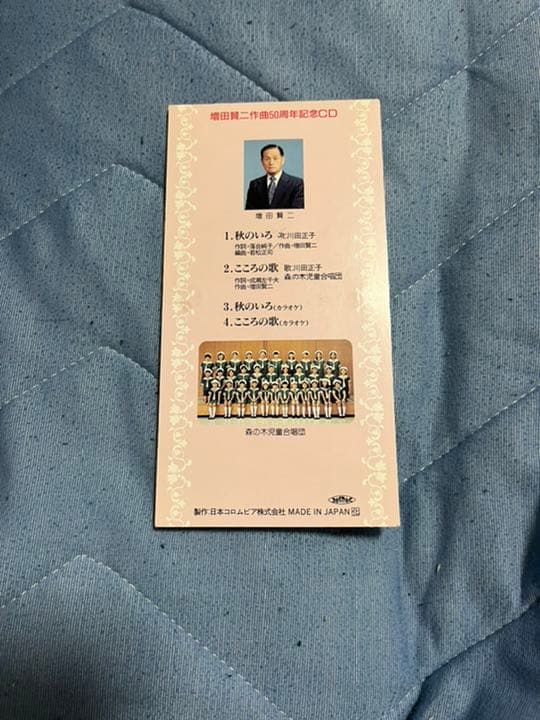 増田賢二作曲50周年記念CD
増田賢二
1.秋のいろ 歌/川田正子
作詞・落合純子/作曲・増田賢二
編曲・若松正司
2.こころの歌 歌/川田正子
森の木児童合唱団
作詞・成嶌左千夫
作曲・増田賢二
3.秋のいろ(カラオケ)
4.こころの歌(カラオケ)
森の木児童合唱団
製作:日本コロムビア株式会社 MADE IN JAPAN